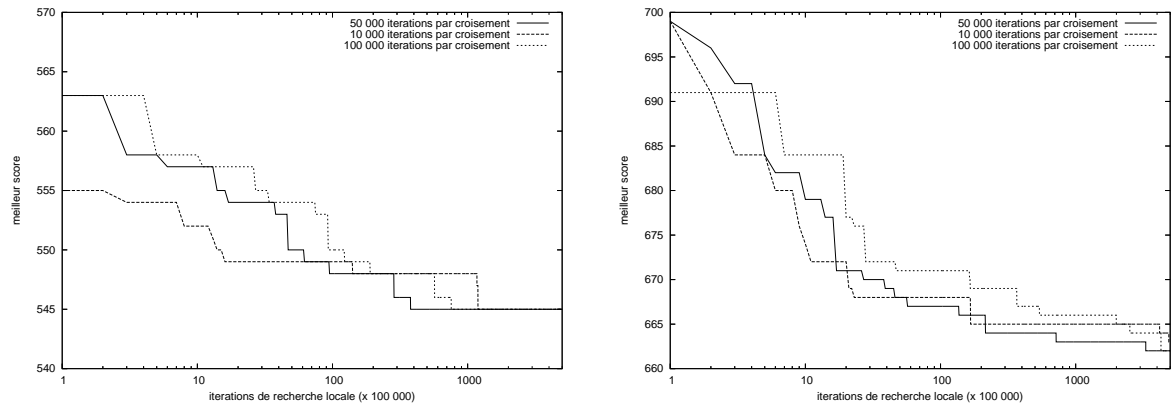 570
565
560
555
550
545
540
1
10
100
1000
meilleur score
iterations de recherche locale (x 100 000)
50 000 iterations par croisement
10 000 iterations par croisement
100 000 iterations par croisement
700
695
690
685
680
675
670
665
660
1
10
100
1000
meilleur score
iterations de recherche locale (x 100 000)
50 000 iterations par croisement
10 000 iterations par croisement
100 000 iterations par croisement